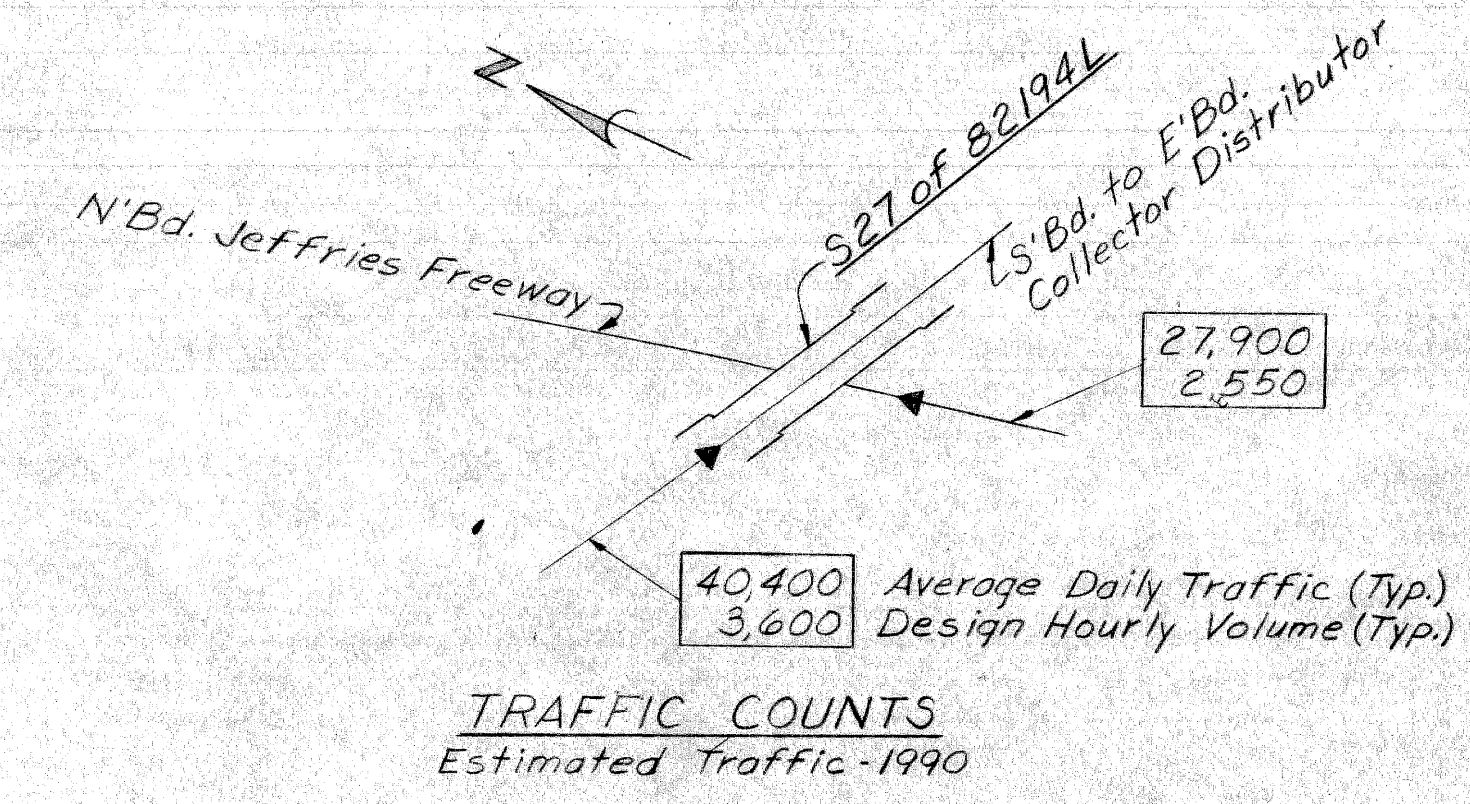 N
S27 of 82194L
S'Bd. to E'Bd.
Collector Distributor
N'Bd. Jeffries Freeway
27,900
2,550
40,400 Average Daily Traffic (Typ.)
3,600 Design Hourly Volume (Typ.)
TRAFFIC COUNTS
Estimated Traffic - 1990